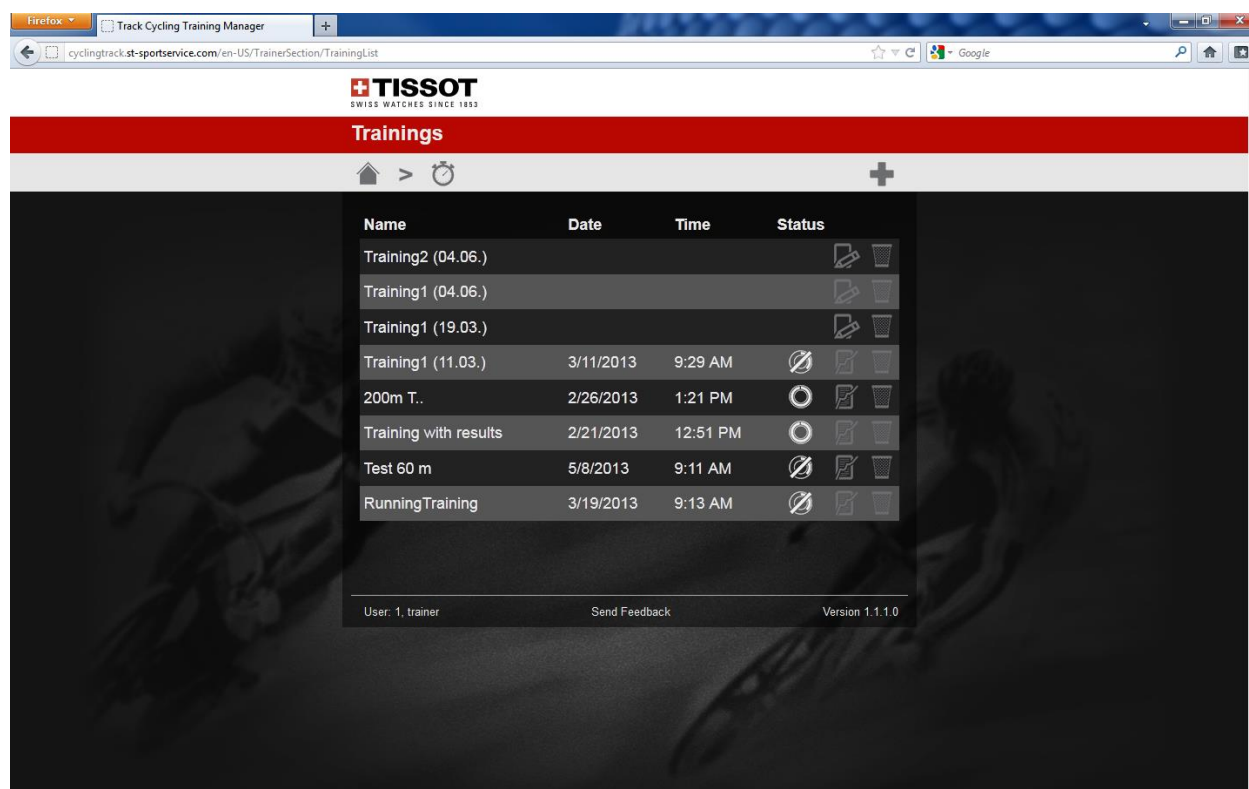 Firefox
Track Cycling Training Manager
cyclingtrack.st-sportservice.com/en-US/TrainerSection/TrainingList
Google
TISSOT
SWISS WATCHES SINCE 1853
Trainings
>
Name Date Time Status
Training2 (04.06.)
Training1 (04.06.)
Training1 (19.03.)
Training1 (11.03.) 3/11/2013 9:29 AM
200m T.. 2/26/2013 1:21 PM
Training with results 2/21/2013 12:51 PM
Test 60 m 5/8/2013 9:11 AM
RunningTraining 3/19/2013 9:13 AM
User: 1, trainer Send Feedback Version 1.1.1.0